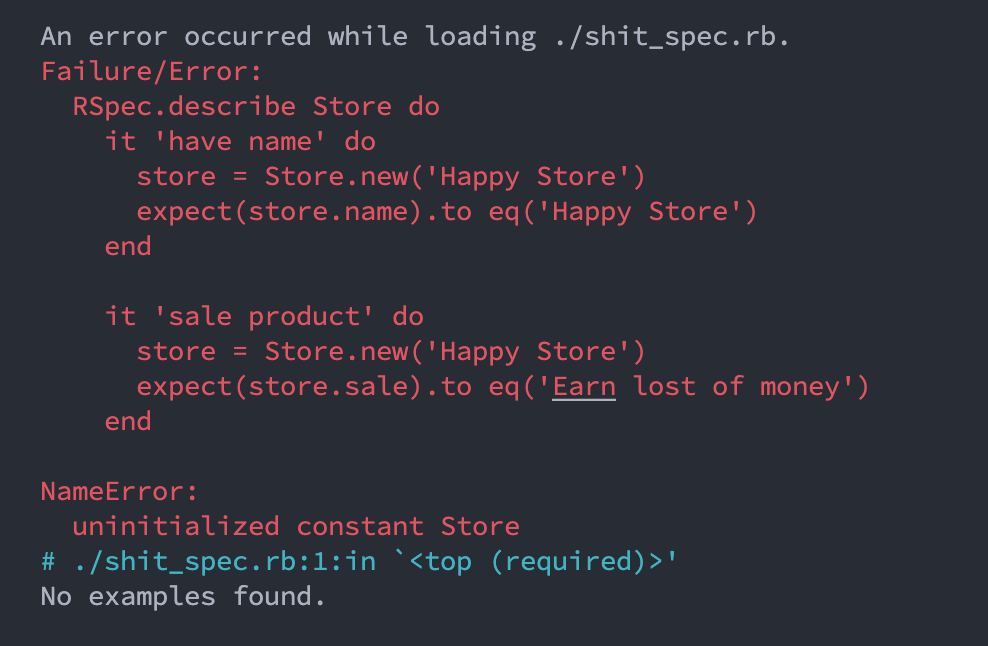 An error occurred while loading ./shit_spec.rb.
Failure/Error:
  RSpec.describe Store do
    it 'have name' do
      store = Store.new('Happy Store')
      expect(store.name).to eq('Happy Store')
    end

    it 'sale product' do
      store = Store.new('Happy Store')
      expect(store.sale).to eq('Earn lost of money')
    end

NameError:
  uninitialized constant Store
# ./shit_spec.rb:1:in `<top (required)>'
No examples found.